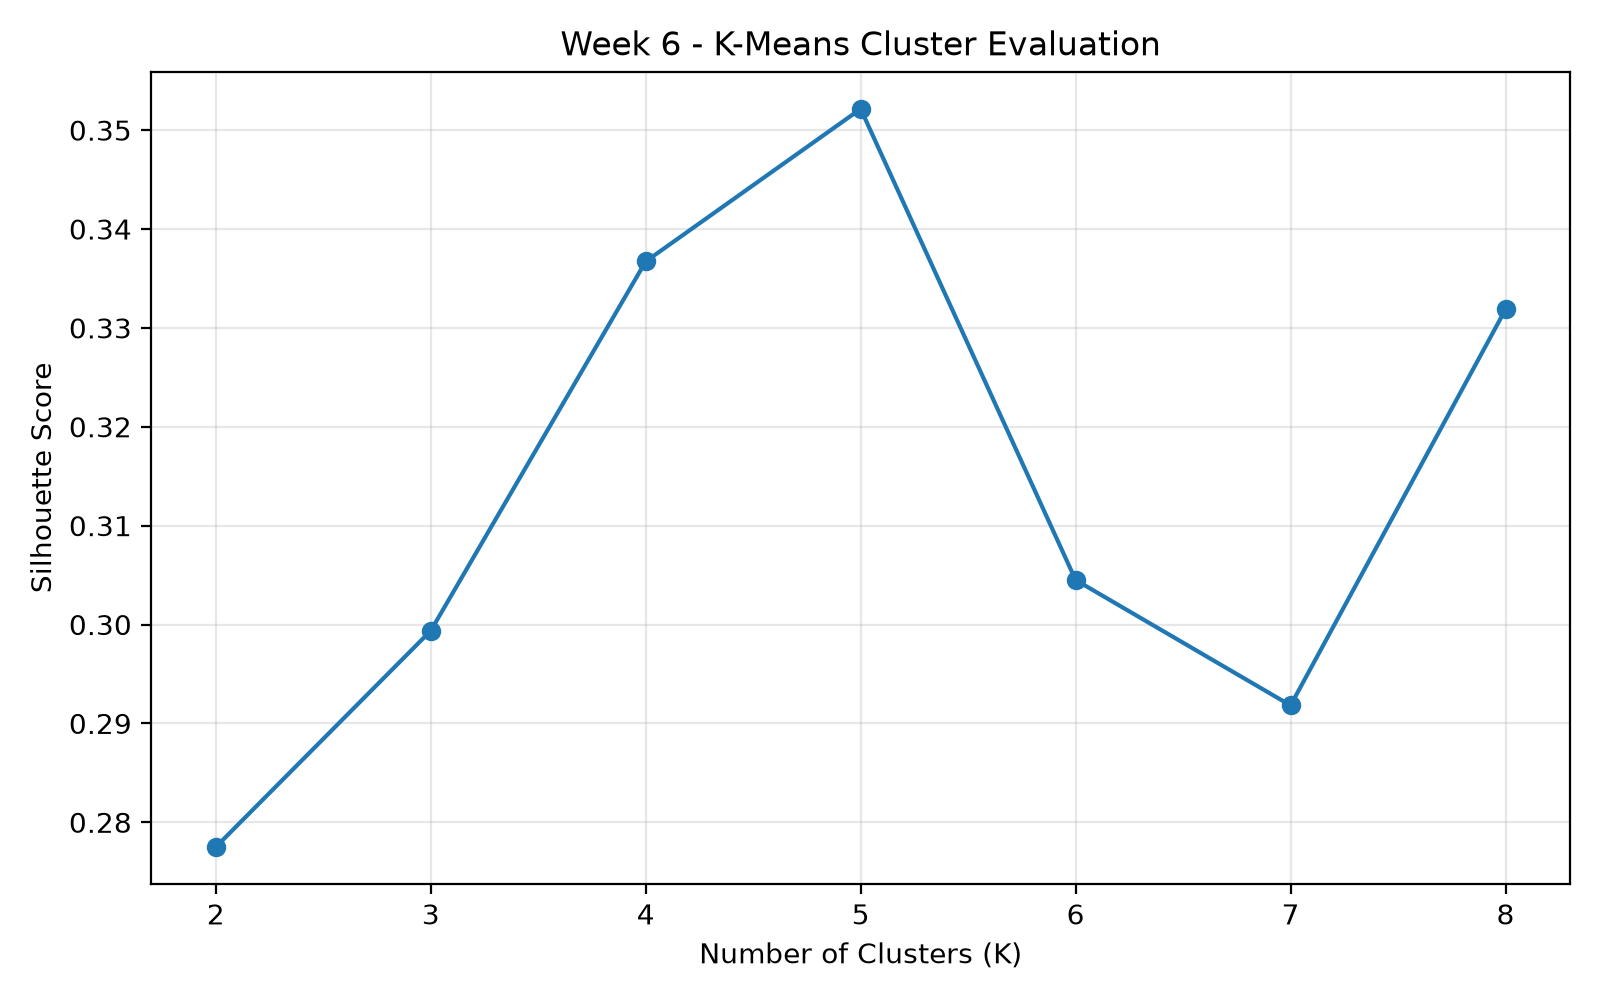 Week 6 - K-Means Cluster Evaluation
Silhouette Score
0.35
0.34
0.33
0.32
0.31
0.30
0.29
0.28
2 3 4 5 6 7 8
Number of Clusters (K)